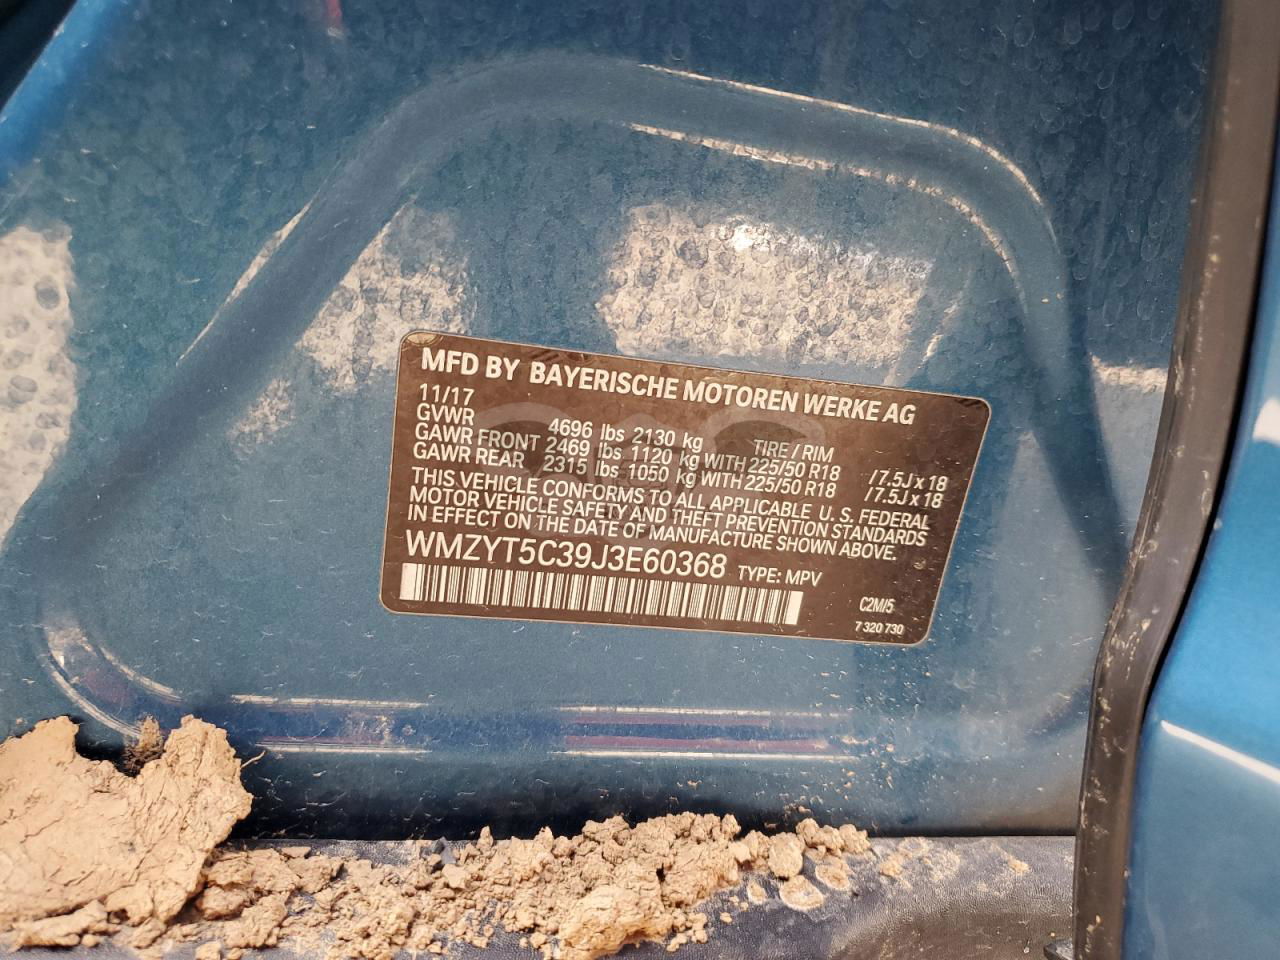 MFD BY BAYERISCHE MOTOREN WERKE AG
11/17
GVWR 4696 lbs 2130 kg TIRE / RIM
GAWR FRONT 2469 lbs 1120 kg WITH 225/50 R18 /7.5J x 18
GAWR REAR 2315 lbs 1050 kg WITH 225/50 R18 /7.5J x 18
THIS VEHICLE CONFORMS TO ALL APPLICABLE U.S. FEDERAL
MOTOR VEHICLE SAFETY AND THEFT PREVENTION STANDARDS
IN EFFECT ON THE DATE OF MANUFACTURE SHOWN ABOVE.
WMZYT5C39J3E60368 TYPE: MPV
C2M/5
7 320 730